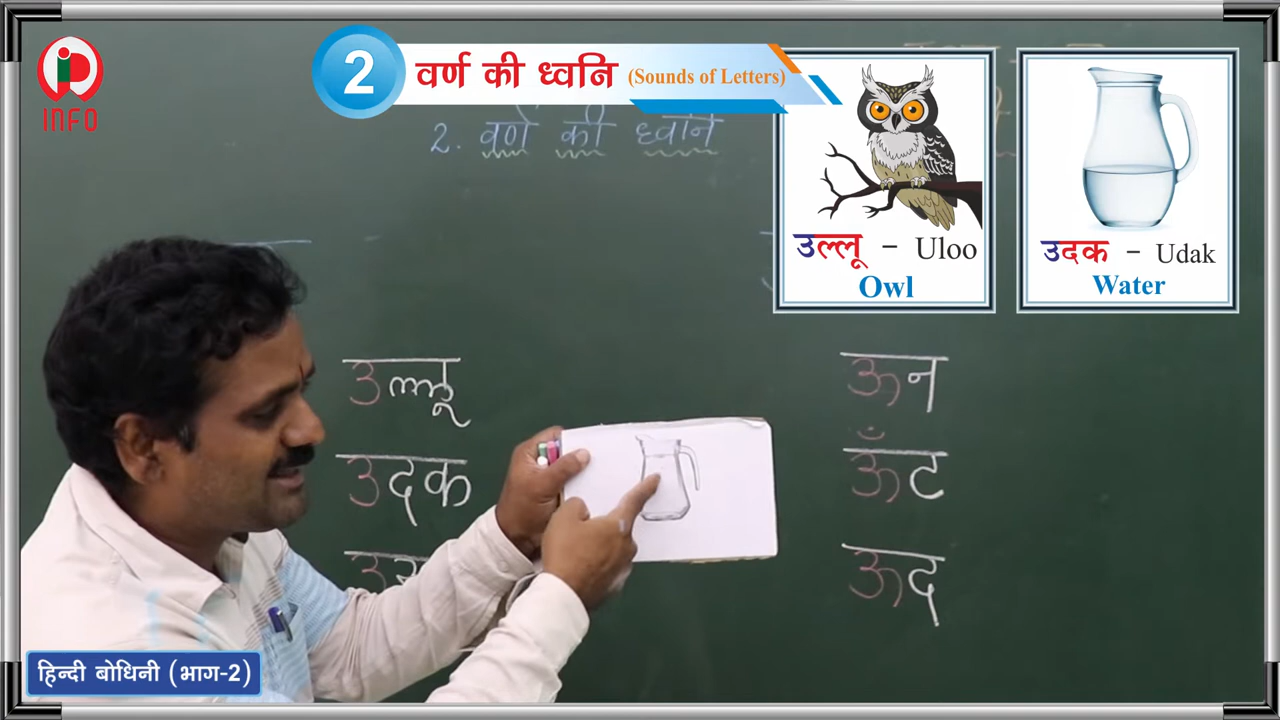 INFO
2 वर्ण की ध्वनि (Sounds of Letters)
2. वर्ण की ध्वनि
उल्लू - Uloo
Owl
उदक - Udak
Water
उल्लू
उदक
ऊन
ऊँट
ऊद
हिन्दी बोधिनी (भाग-2)